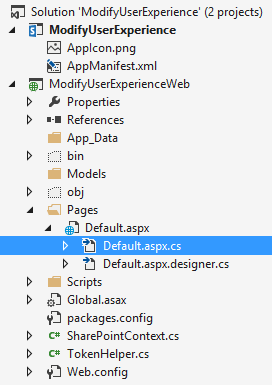 Solution 'ModifyUserExperience' (2 projects)
ModifyUserExperience
AppIcon.png
AppManifest.xml
ModifyUserExperienceWeb
Properties
References
App_Data
bin
Models
obj
Pages
Default.aspx
Default.aspx.cs
Default.aspx.designer.cs
Scripts
Global.asax
packages.config
SharePointContext.cs
TokenHelper.cs
Web.config